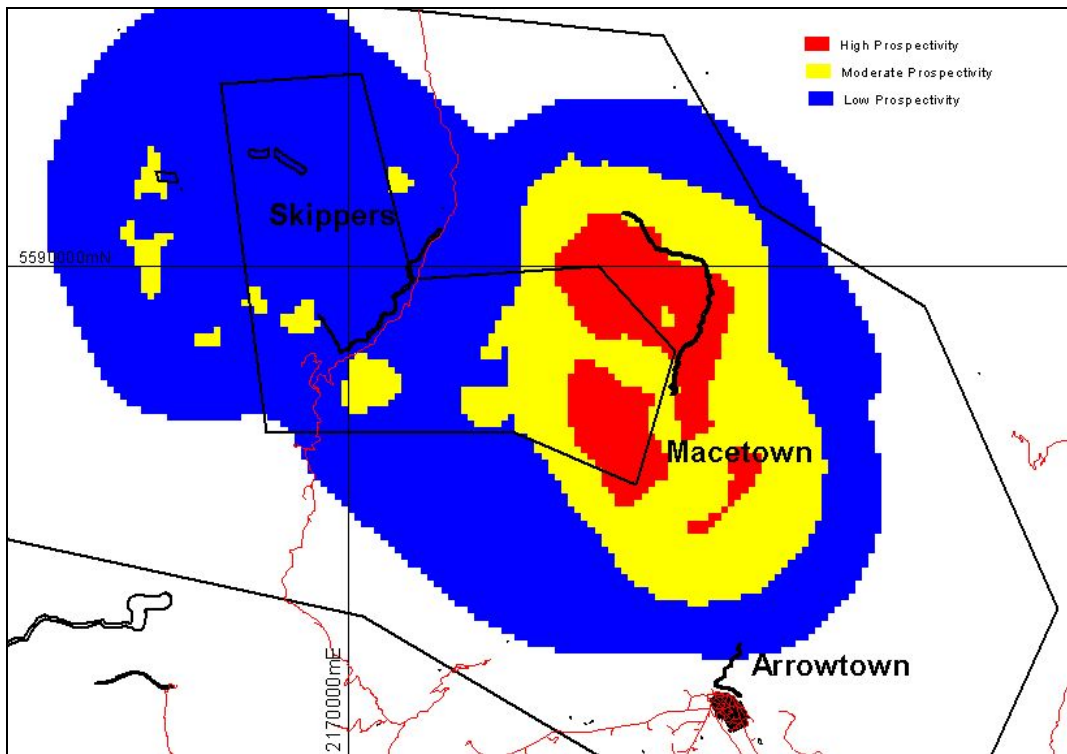 High Prospectivity
Moderate Prospectivity
Low Prospectivity
Skippers
5590000mN
Macetown
Arrowtown
2170000mE